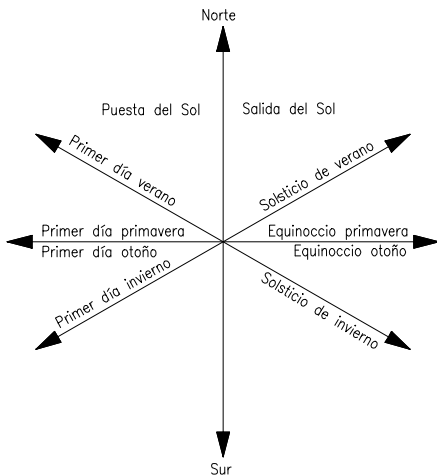 Norte
Puesta del Sol
Salida del Sol
Primer día verano
Solsticio de verano
Primer día primavera
Equinoccio primavera
Primer día otoño
Equinoccio otoño
Primer día invierno
Solsticio de invierno
Sur